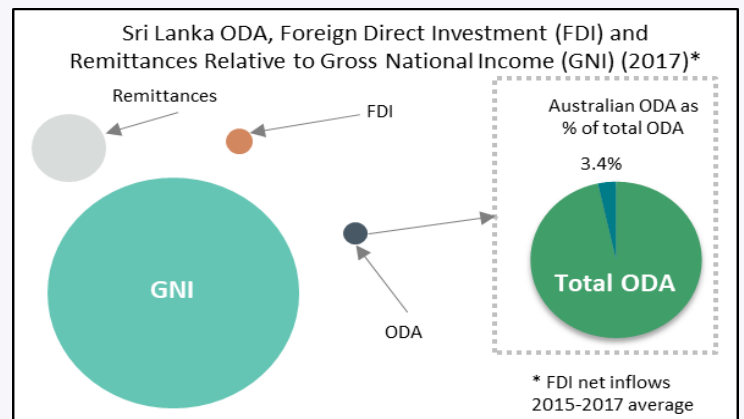 Sri Lanka ODA, Foreign Direct Investment (FDI) and
Remittances Relative to Gross National Income (GNI) (2017)*
Remittances
FDI
GNI
ODA
Australian ODA as
% of total ODA
3.4%
Total ODA
* FDI net inflows
2015-2017 average